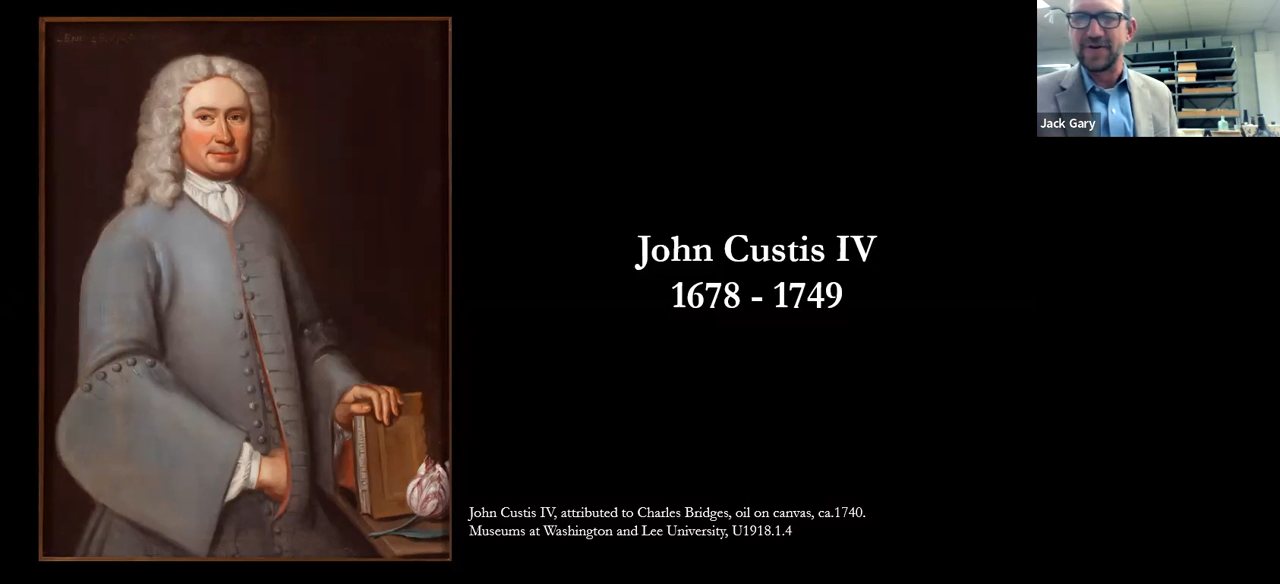 Jack Gary
John Custis IV
1678 - 1749
John Custis IV, attributed to Charles Bridges, oil on canvas, ca.1740.
Museums at Washington and Lee University, U1918.1.4